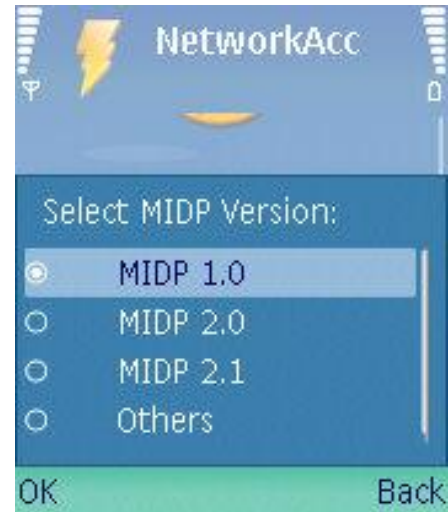 NetworkAcc
Select MIDP Version:
MIDP 1.0
MIDP 2.0
MIDP 2.1
Others
OK Back